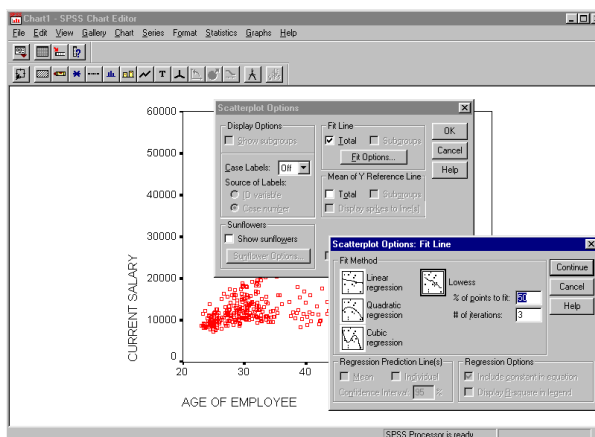 Chart1 - SPSS Chart Editor
File Edit View Gallery Chart Series Format Statistics Graphs Help
60000
50000
40000
30000
20000
10000
0
20
30
40
CURRENT SALARY
AGE OF EMPLOYEE
Scatterplot Options
Display Options
Show subgroups
Case Labels: Off
Source of Labels:
ID variable
Case number
Sunflowers
Show sunflowers
Sunflower Options...
Fit Line
Total Subgroups
Fit Options...
Mean of Y Reference Line
Total Subgroups
Display spikes to line(s)
OK
Cancel
Help
Scatterplot Options: Fit Line
Fit Method
Linear regression
Quadratic regression
Cubic regression
Lowess
% of points to fit: 50
# of iterations: 3
Continue
Cancel
Help
Regression Prediction Line(s)
Mean Individual
Confidence Interval: 95 %
Regression Options
Include constant in equation
Display R-square in legend
SPSS Processor is ready